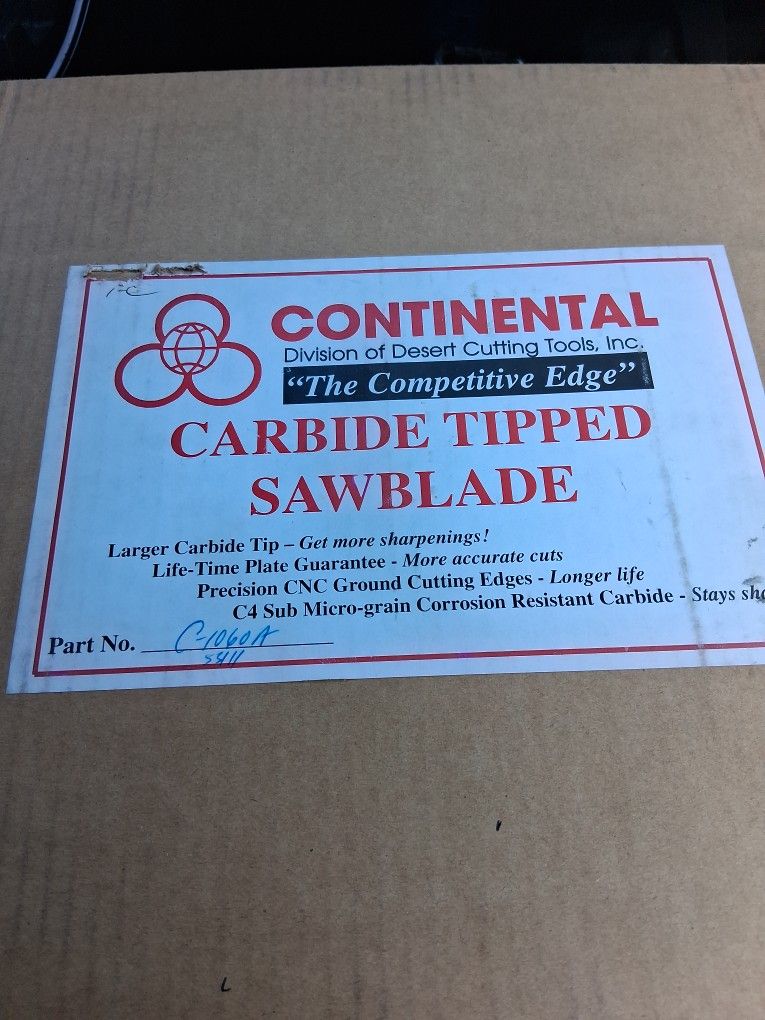 CONTINENTAL
Division of Desert Cutting Tools, Inc.
“The Competitive Edge”
CARBIDE TIPPED
SAWBLADE
Larger Carbide Tip – Get more sharpenings!
Life-Time Plate Guarantee - More accurate cuts
Precision CNC Ground Cutting Edges - Longer life
C4 Sub Micro-grain Corrosion Resistant Carbide - Stays
Part No. C-1060A